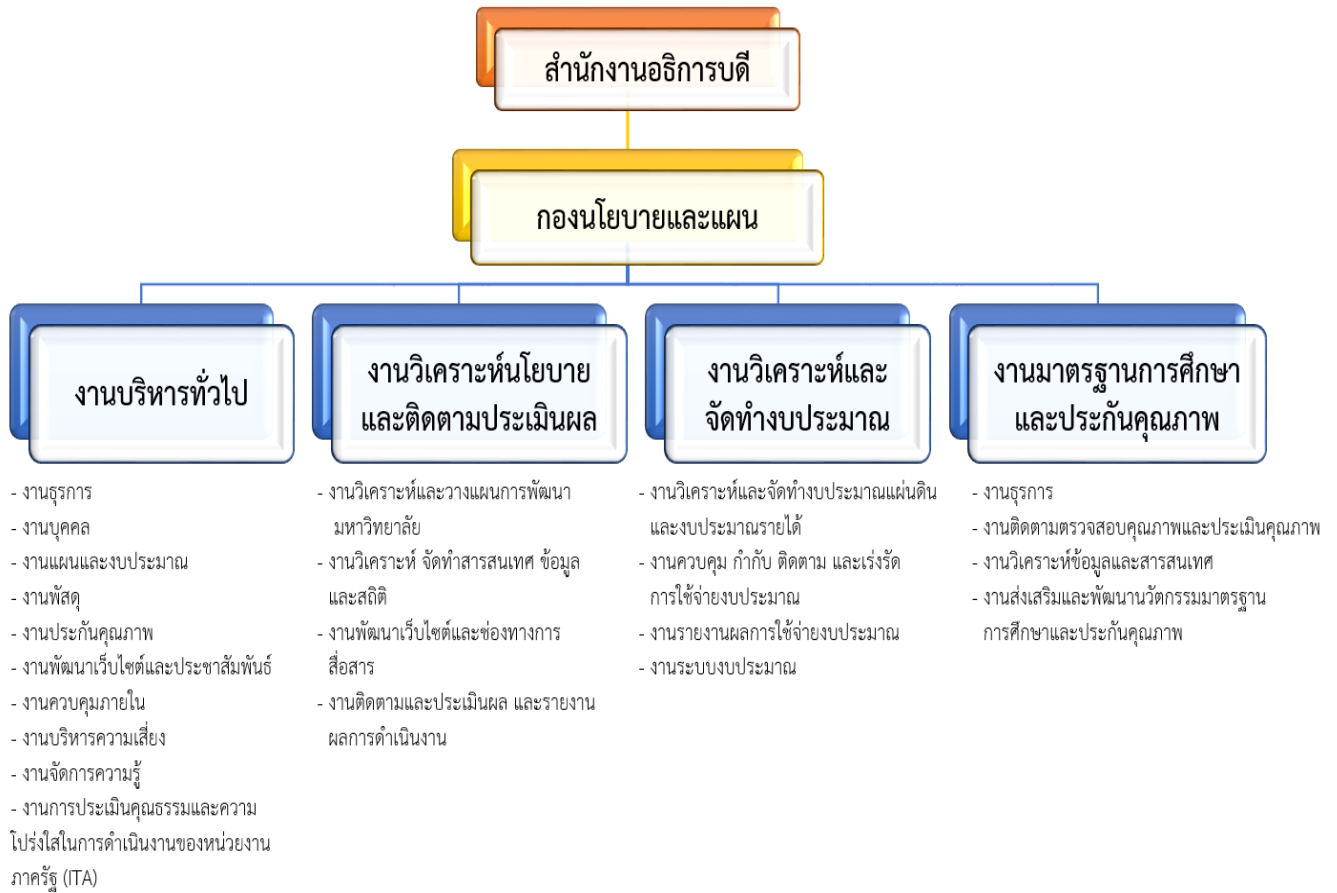 สำนักงานอธิการบดี
กองนโยบายและแผน
งานบริหารทั่วไป
- งานธุรการ
- งานบุคคล
- งานแผนและงบประมาณ
- งานพัสดุ
- งานประกันคุณภาพ
- งานพัฒนาเว็บไซต์และประชาสัมพันธ์
- งานควบคุมภายใน
- งานบริหารความเสี่ยง
- งานจัดการความรู้
- งานการประเมินคุณธรรมและความ
โปร่งใสในการดำเนินงานของหน่วยงาน
ภาครัฐ (ITA)
งานวิเคราะห์นโยบาย
และติดตามประเมินผล
- งานวิเคราะห์และวางแผนการพัฒนา
มหาวิทยาลัย
- งานวิเคราะห์ จัดทำสารสนเทศ ข้อมูล
และสถิติ
- งานพัฒนาเว็บไซต์และช่องทางการ
สื่อสาร
- งานติดตามและประเมินผล และรายงาน
ผลการดำเนินงาน
งานวิเคราะห์และ
จัดทำงบประมาณ
- งานวิเคราะห์และจัดทำงบประมาณแผ่นดิน
และงบประมาณรายได้
- งานควบคุม กำกับ ติดตาม และเร่งรัด
การใช้จ่ายงบประมาณ
- งานรายงานผลการใช้จ่ายงบประมาณ
- งานระบบงบประมาณ
งานมาตรฐานการศึกษา
และประกันคุณภาพ
- งานธุรการ
- งานติดตามตรวจสอบคุณภาพและประเมินคุณภาพ
- งานวิเคราะห์ข้อมูลและสารสนเทศ
- งานส่งเสริมและพัฒนานวัตกรรมมาตรฐาน
การศึกษาและประกันคุณภาพ